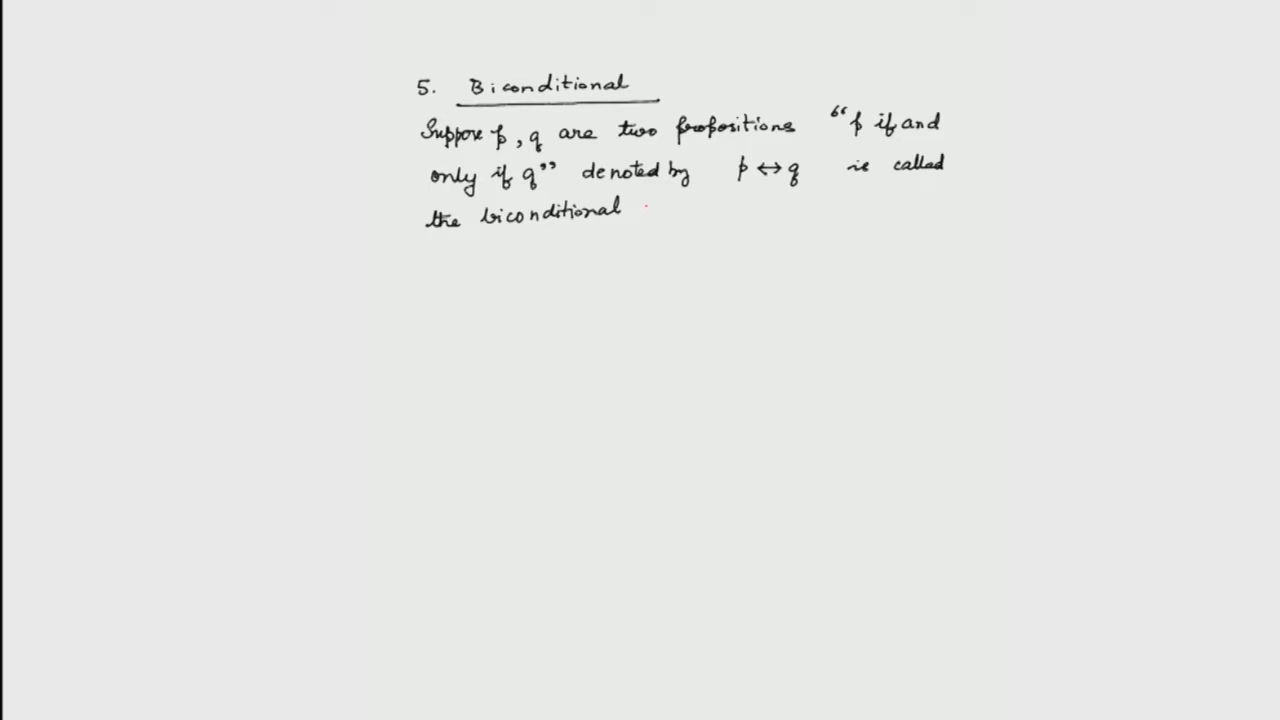 5. Biconditional
Suppose p, q are two propositions “p if and
only if q” denoted by p ↔ q is called
the biconditional